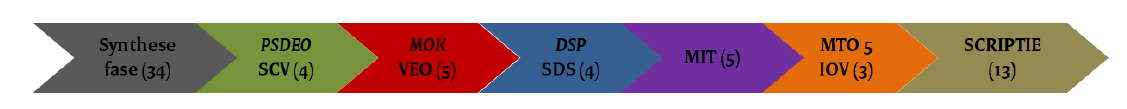 Synthese
fase (34)
PSDEO
SCV (4)
MOK
VEO (5)
DSP
SDS (4)
MIT (5)
MTO 5
IOV (3)
SCRIPTIE
(13)